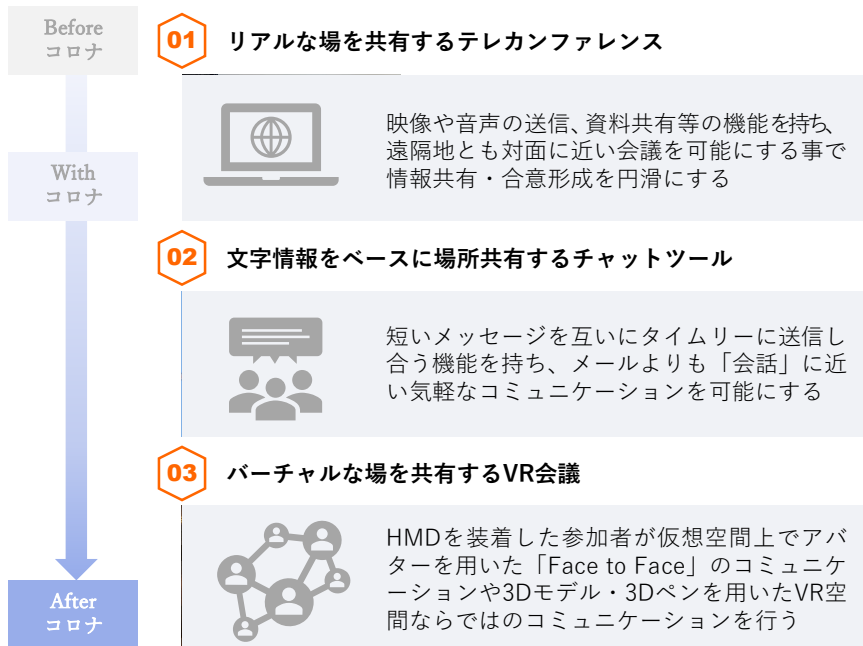 Before
コロナ
01 リアルな場を共有するテレカンファレンス
映像や音声の送信、資料共有等の機能を持ち、
遠隔地とも対面に近い会議を可能にする事で
情報共有・合意形成を円滑にする
With
コロナ
02 文字情報をベースに場所共有するチャットツール
短いメッセージを互いにタイムリーに送信し
合う機能を持ち、メールよりも「会話」に近
い気軽なコミュニケーションを可能にする
03 バーチャルな場を共有するVR会議
HMDを装着した参加者が仮想空間上でアバ
ターを用いた「Face to Face」のコミュニケ
ーションや3Dモデル・3Dペンを用いたVR空
間ならではのコミュニケーションを行う
After
コロナ